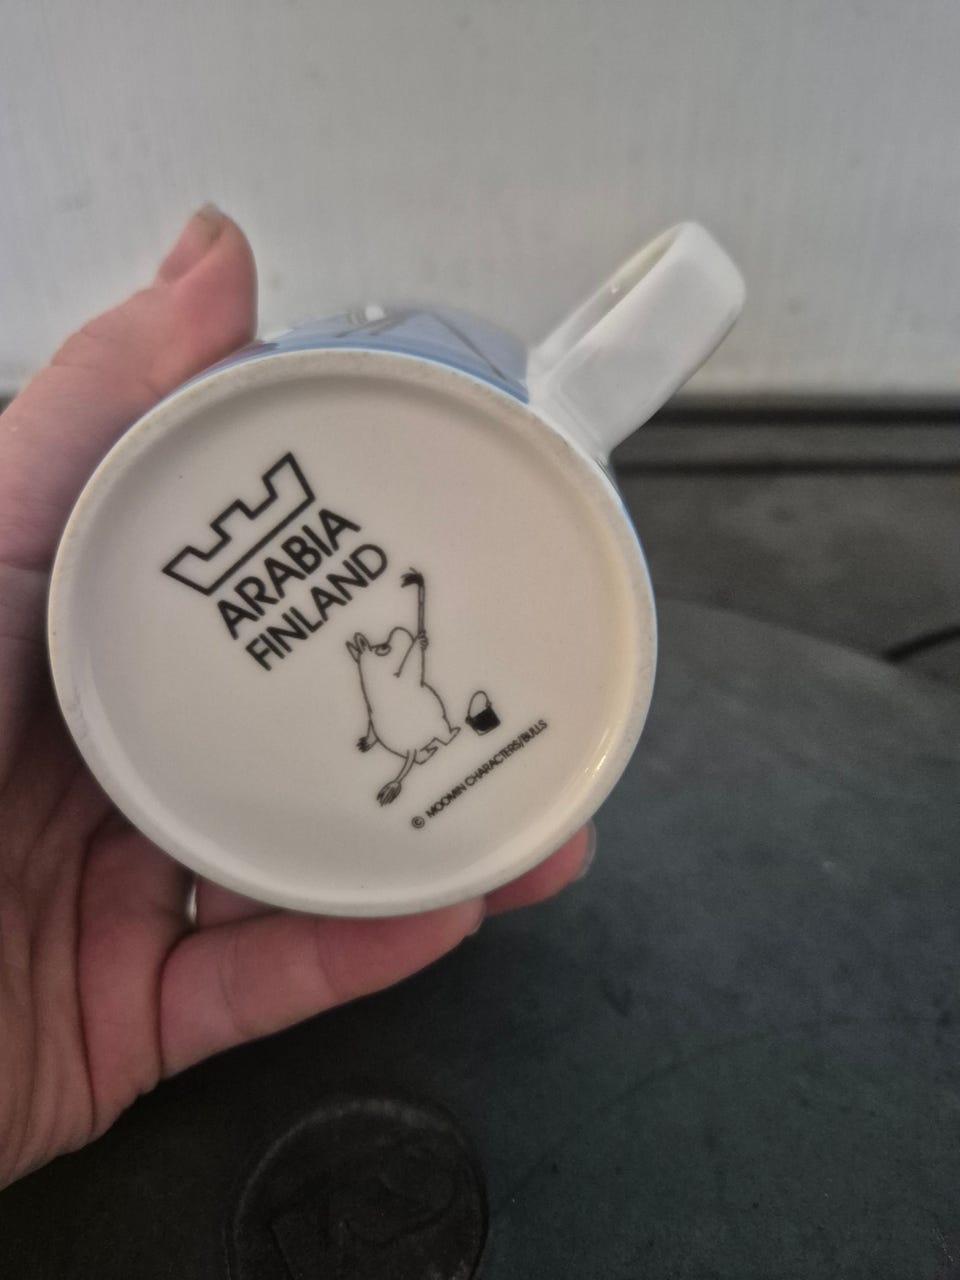 ARABIA
FINLAND
© MOOMIN CHARACTERS/BULLS